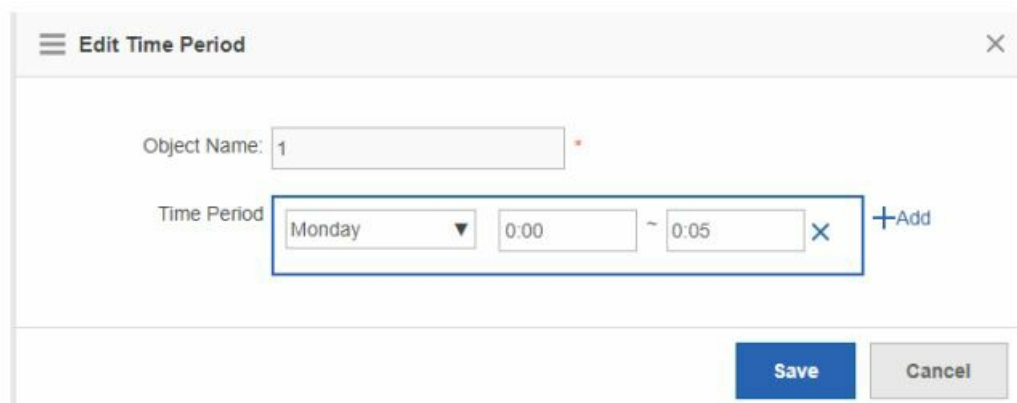 Edit Time Period
Object Name: 1 *
Time Period Monday 0:00 ~ 0:05 Add
Save Cancel